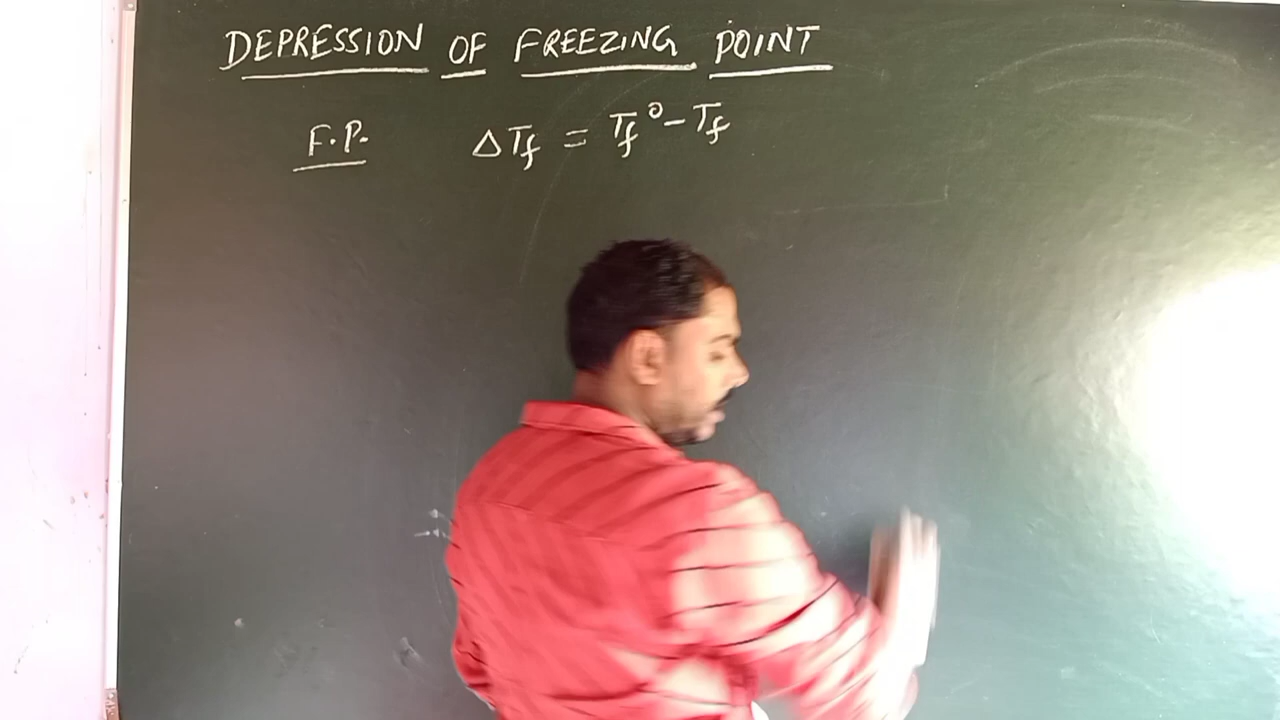 DEPRESSION OF FREEZING POINT
F.P. ΔTf = Tf° - Tf